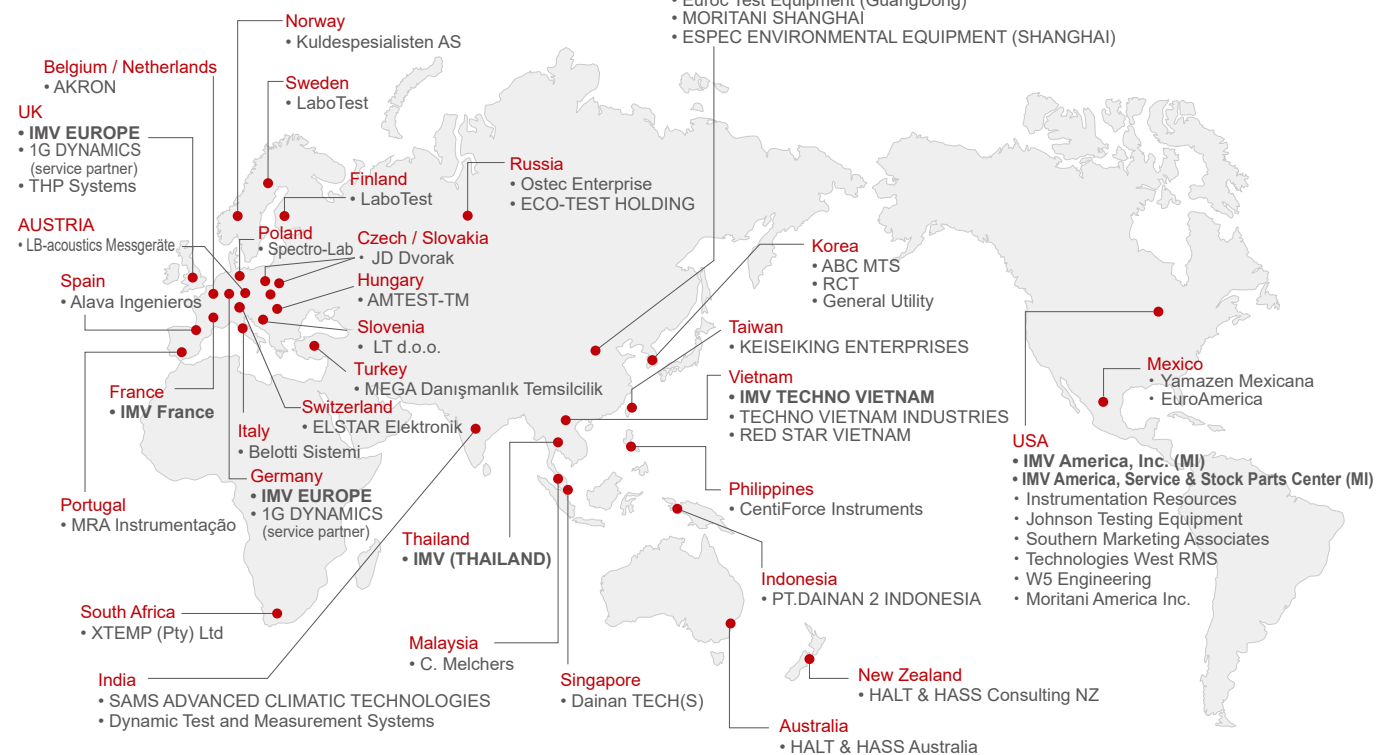 • Euroc Test Equipment (GuangDong)
• MORITANI SHANGHAI
• ESPEC ENVIRONMENTAL EQUIPMENT (SHANGHAI)
Norway
• Kuldespesialisten AS
Belgium / Netherlands
• AKRON
Sweden
• LaboTest
UK
• IMV EUROPE
• 1G DYNAMICS
(service partner)
• THP Systems
Finland
• LaboTest
Russia
• Ostec Enterprise
• ECO-TEST HOLDING
AUSTRIA
• LB-acoustics Messgeräte
Poland
• Spectro-Lab
Czech / Slovakia
• JD Dvorak
Spain
• Alava Ingenieros
Hungary
• AMTEST-TM
Slovenia
• LT d.o.o.
Turkey
• MEGA Danışmanlık Temsilcilik
France
• IMV France
Switzerland
• ELSTAR Elektronik
Italy
• Belotti Sistemi
Germany
• IMV EUROPE
• 1G DYNAMICS
(service partner)
Portugal
• MRA Instrumentação
South Africa
• XTEMP (Pty) Ltd
India
• SAMS ADVANCED CLIMATIC TECHNOLOGIES
• Dynamic Test and Measurement Systems
Thailand
• IMV (THAILAND)
Malaysia
• C. Melchers
Singapore
• Dainan TECH(S)
Korea
• ABC MTS
• RCT
• General Utility
Taiwan
• KEISEIKING ENTERPRISES
Vietnam
• IMV TECHNO VIETNAM
• TECHNO VIETNAM INDUSTRIES
• RED STAR VIETNAM
Philippines
• CentiForce Instruments
Indonesia
• PT.DAINAN 2 INDONESIA
New Zealand
• HALT & HASS Consulting NZ
Australia
• HALT & HASS Australia
Mexico
• Yamazen Mexicana
• EuroAmerica
USA
• IMV America, Inc. (MI)
• IMV America, Service & Stock Parts Center (MI)
• Instrumentation Resources
• Johnson Testing Equipment
• Southern Marketing Associates
• Technologies West RMS
• W5 Engineering
• Moritani America Inc.